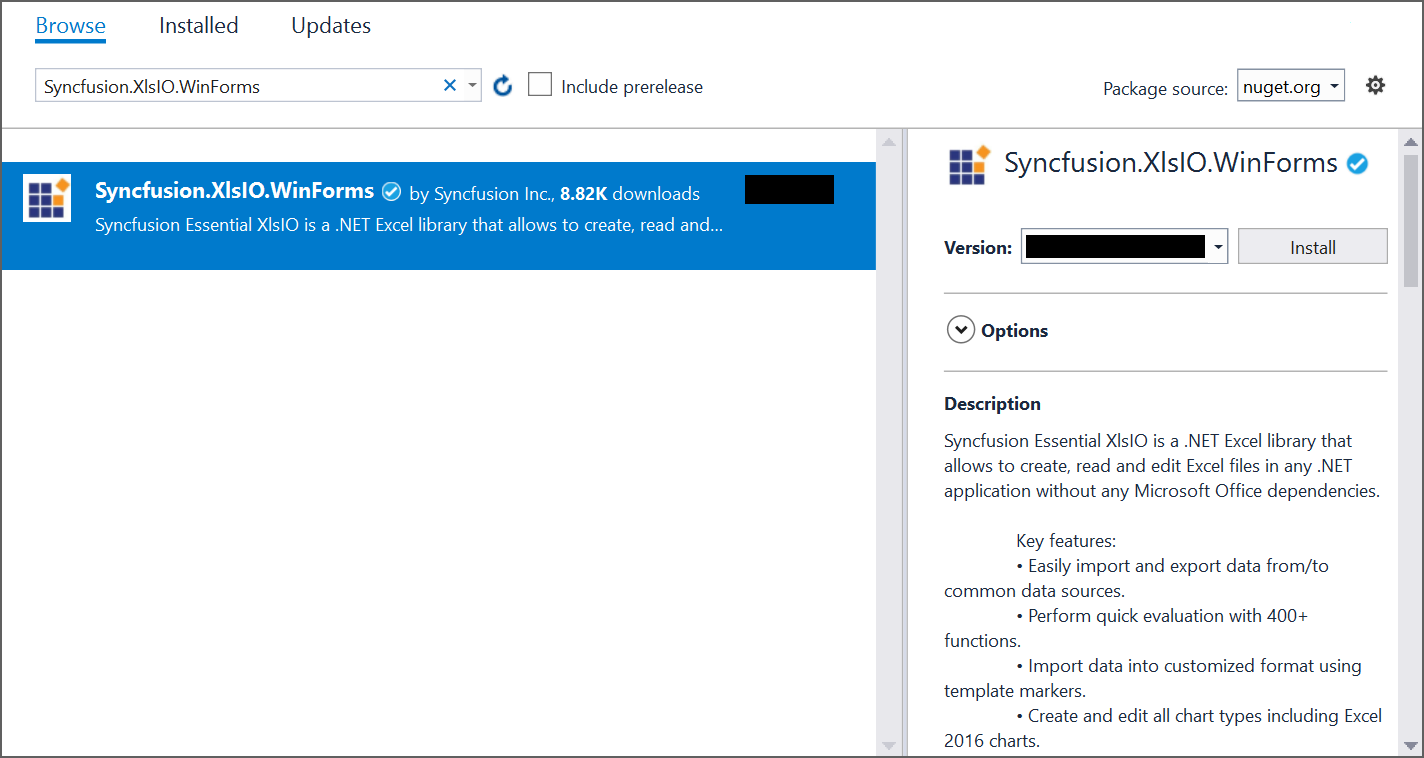 Browse Installed Updates
Syncfusion.XlsIO.WinForms Include prerelease Package source: nuget.org
Syncfusion.XlsIO.WinForms by Syncfusion Inc., 8.82K downloads
Syncfusion Essential XlsIO is a .NET Excel library that allows to create, read and...
Syncfusion.XlsIO.WinForms
Version: Install
Options
Description
Syncfusion Essential XlsIO is a .NET Excel library that
allows to create, read and edit Excel files in any .NET
application without any Microsoft Office dependencies.
Key features:
• Easily import and export data from/to
common data sources.
• Perform quick evaluation with 400+
functions.
• Import data into customized format using
template markers.
• Create and edit all chart types including Excel
2016 charts.